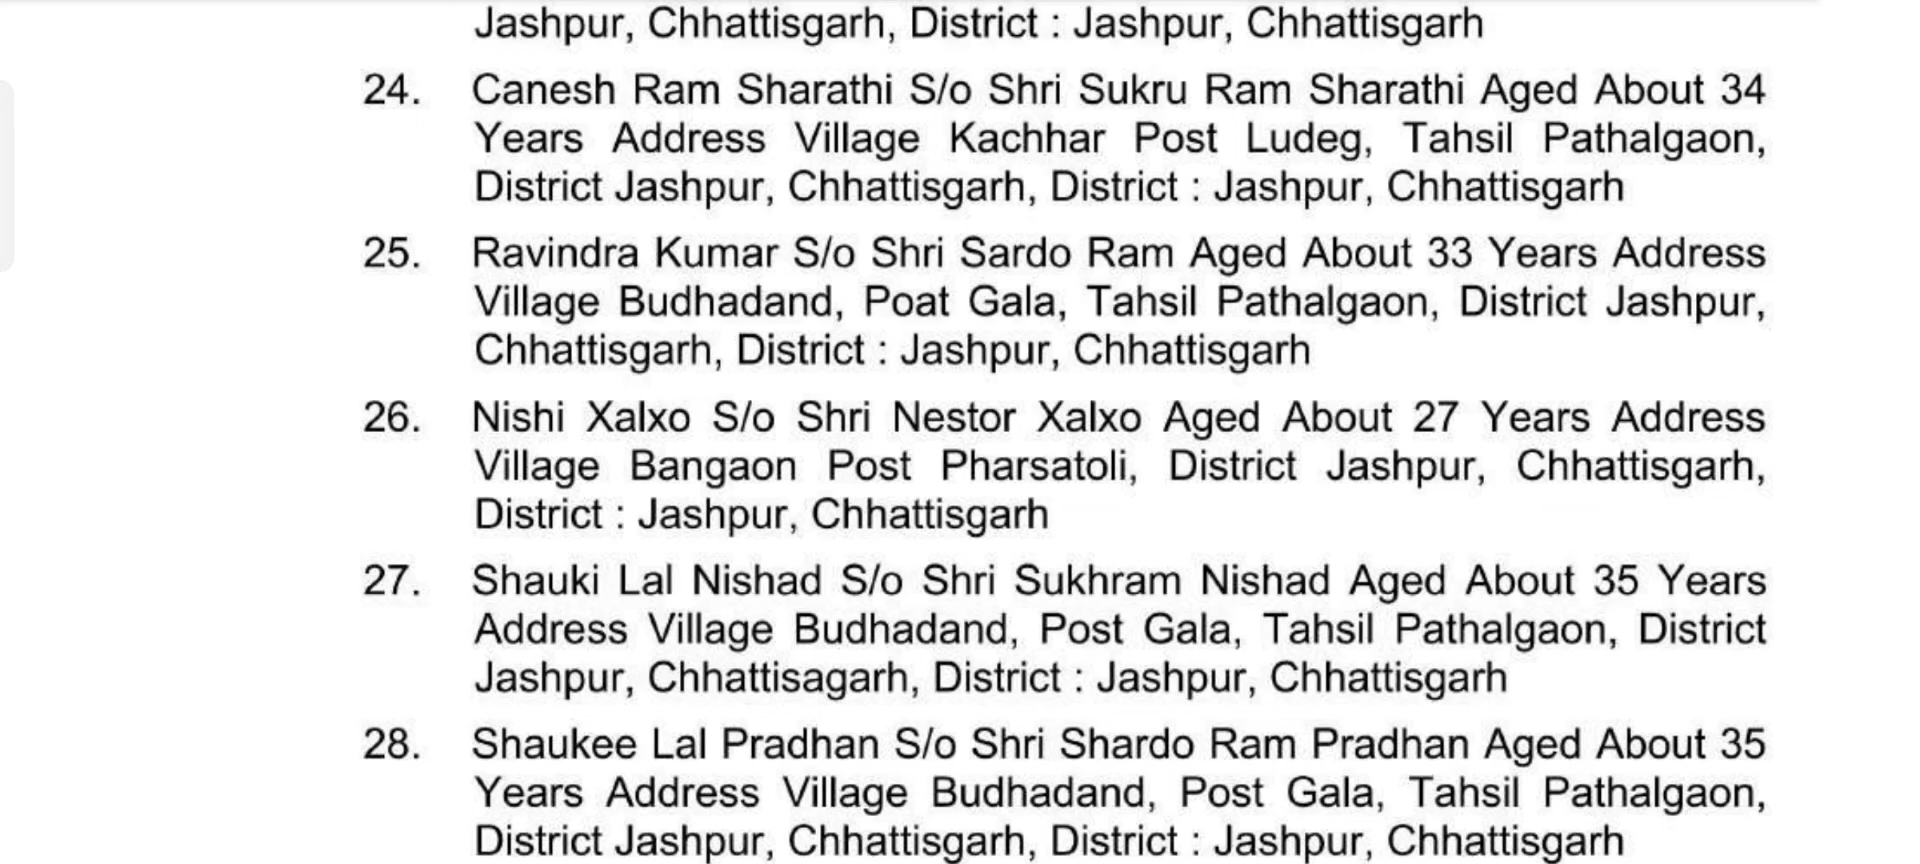 Jashpur, Chhattisgarh, District : Jashpur, Chhattisgarh
24. Canesh Ram Sharathi S/o Shri Sukru Ram Sharathi Aged About 34
Years Address Village Kachhar Post Ludeg, Tahsil Pathalgaon,
District Jashpur, Chhattisgarh, District : Jashpur, Chhattisgarh
25. Ravindra Kumar S/o Shri Sardo Ram Aged About 33 Years Address
Village Budhadand, Poat Gala, Tahsil Pathalgaon, District Jashpur,
Chhattisgarh, District : Jashpur, Chhattisgarh
26. Nishi Xalxo S/o Shri Nestor Xalxo Aged About 27 Years Address
Village Bangaon Post Pharsatoli, District Jashpur, Chhattisgarh,
District : Jashpur, Chhattisgarh
27. Shauki Lal Nishad S/o Shri Sukhram Nishad Aged About 35 Years
Address Village Budhadand, Post Gala, Tahsil Pathalgaon, District
Jashpur, Chhattisagarh, District : Jashpur, Chhattisgarh
28. Shaukee Lal Pradhan S/o Shri Shardo Ram Pradhan Aged About 35
Years Address Village Budhadand, Post Gala, Tahsil Pathalgaon,
District Jashpur, Chhattisgarh, District : Jashpur, Chhattisgarh